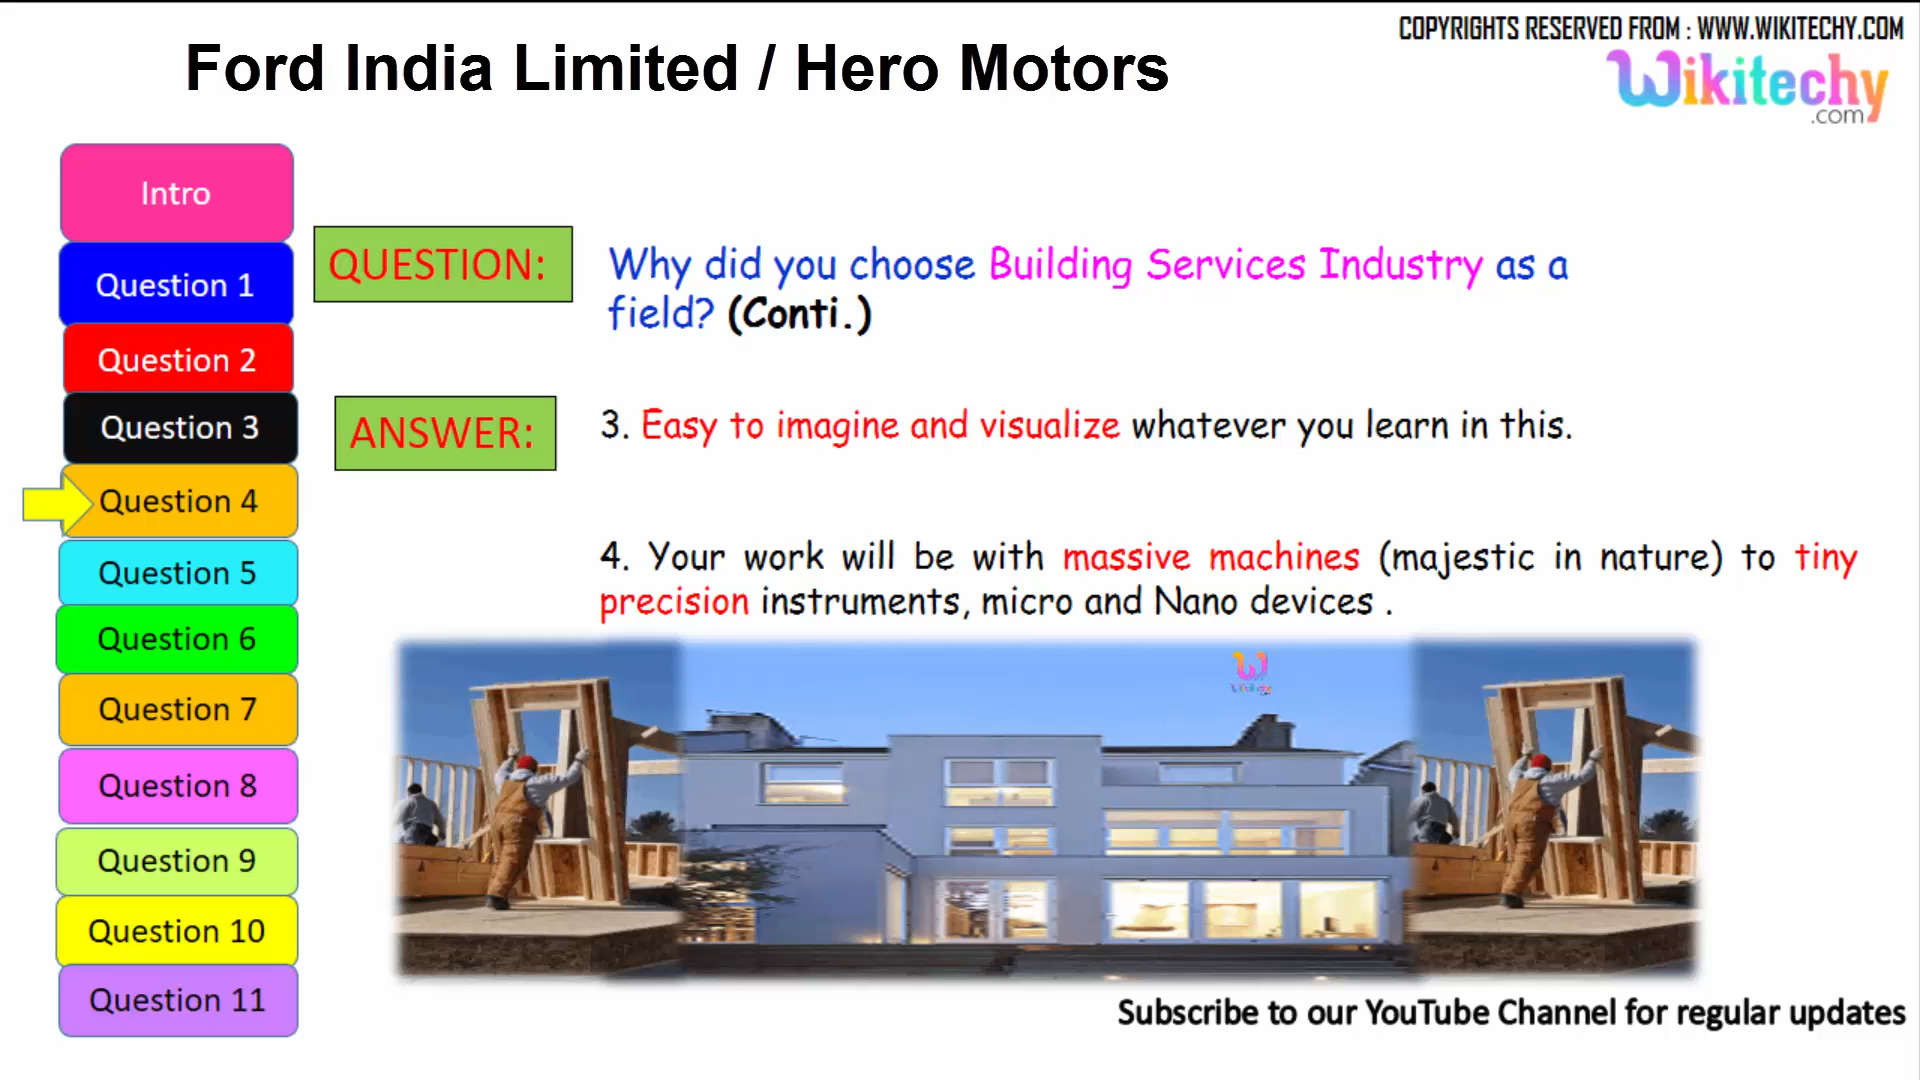 COPYRIGHTS RESERVED FROM : WWW.WIKITECHY.COM
Ford India Limited / Hero Motors
Wikitechy
.com
Intro
Question 1
Question 2
Question 3
Question 4
Question 5
Question 6
Question 7
Question 8
Question 9
Question 10
Question 11
QUESTION:
Why did you choose Building Services Industry as a
field? (Conti.)
ANSWER:
3. Easy to imagine and visualize whatever you learn in this.
4. Your work will be with massive machines (majestic in nature) to tiny
precision instruments, micro and Nano devices .
W
Wikitechy
Subscribe to our YouTube Channel for regular updates